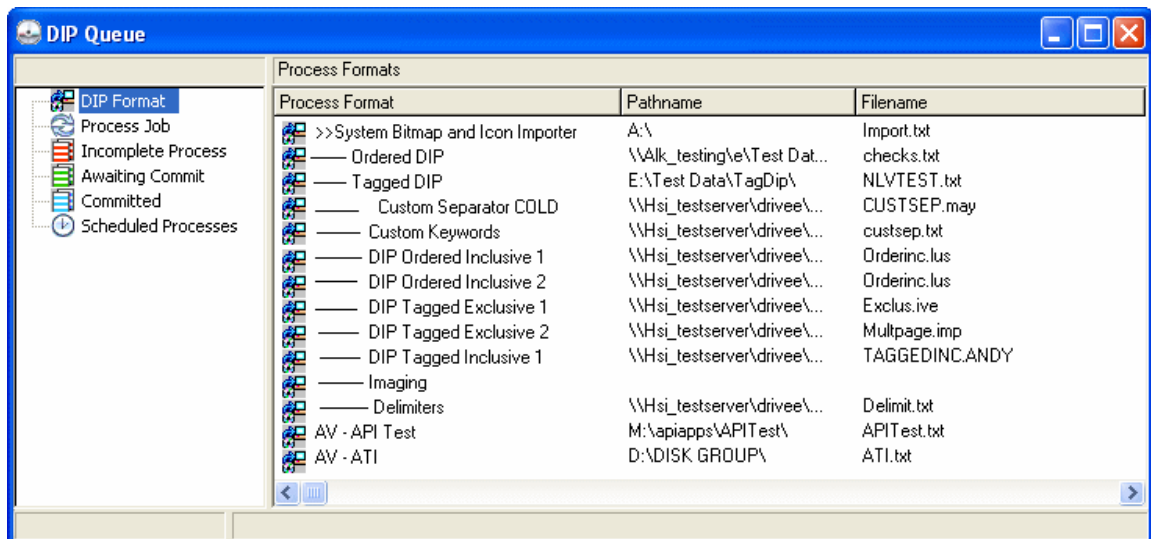 DIP Queue
Process Formats
DIP Format
Process Job
Incomplete Process
Awaiting Commit
Committed
Scheduled Processes
Process Format Pathname Filename
>>System Bitmap and Icon Importer A:\ Import.txt
—— Ordered DIP \\Alk_testing\e\Test Dat... checks.txt
—— Tagged DIP E:\Test Data\TagDip\ NLVTEST.txt
—— Custom Separator COLD \\Hsi_testserver\drivee\... CUSTSEP.may
—— Custom Keywords \\Hsi_testserver\drivee\... custsep.txt
—— DIP Ordered Inclusive 1 \\Hsi_testserver\drivee\... Orderinc.lus
—— DIP Ordered Inclusive 2 \\Hsi_testserver\drivee\... Orderinc.lus
—— DIP Tagged Exclusive 1 \\Hsi_testserver\drivee\... Exclus.ive
—— DIP Tagged Exclusive 2 \\Hsi_testserver\drivee\... Multpage.imp
—— DIP Tagged Inclusive 1 \\Hsi_testserver\drivee\... TAGGEDINC.ANDY
—— Imaging
—— Delimiters \\Hsi_testserver\drivee\... Delimit.txt
AV - API Test M:\apiapps\APITest\ APITest.txt
AV - ATI D:\DISK GROUP\ ATI.txt